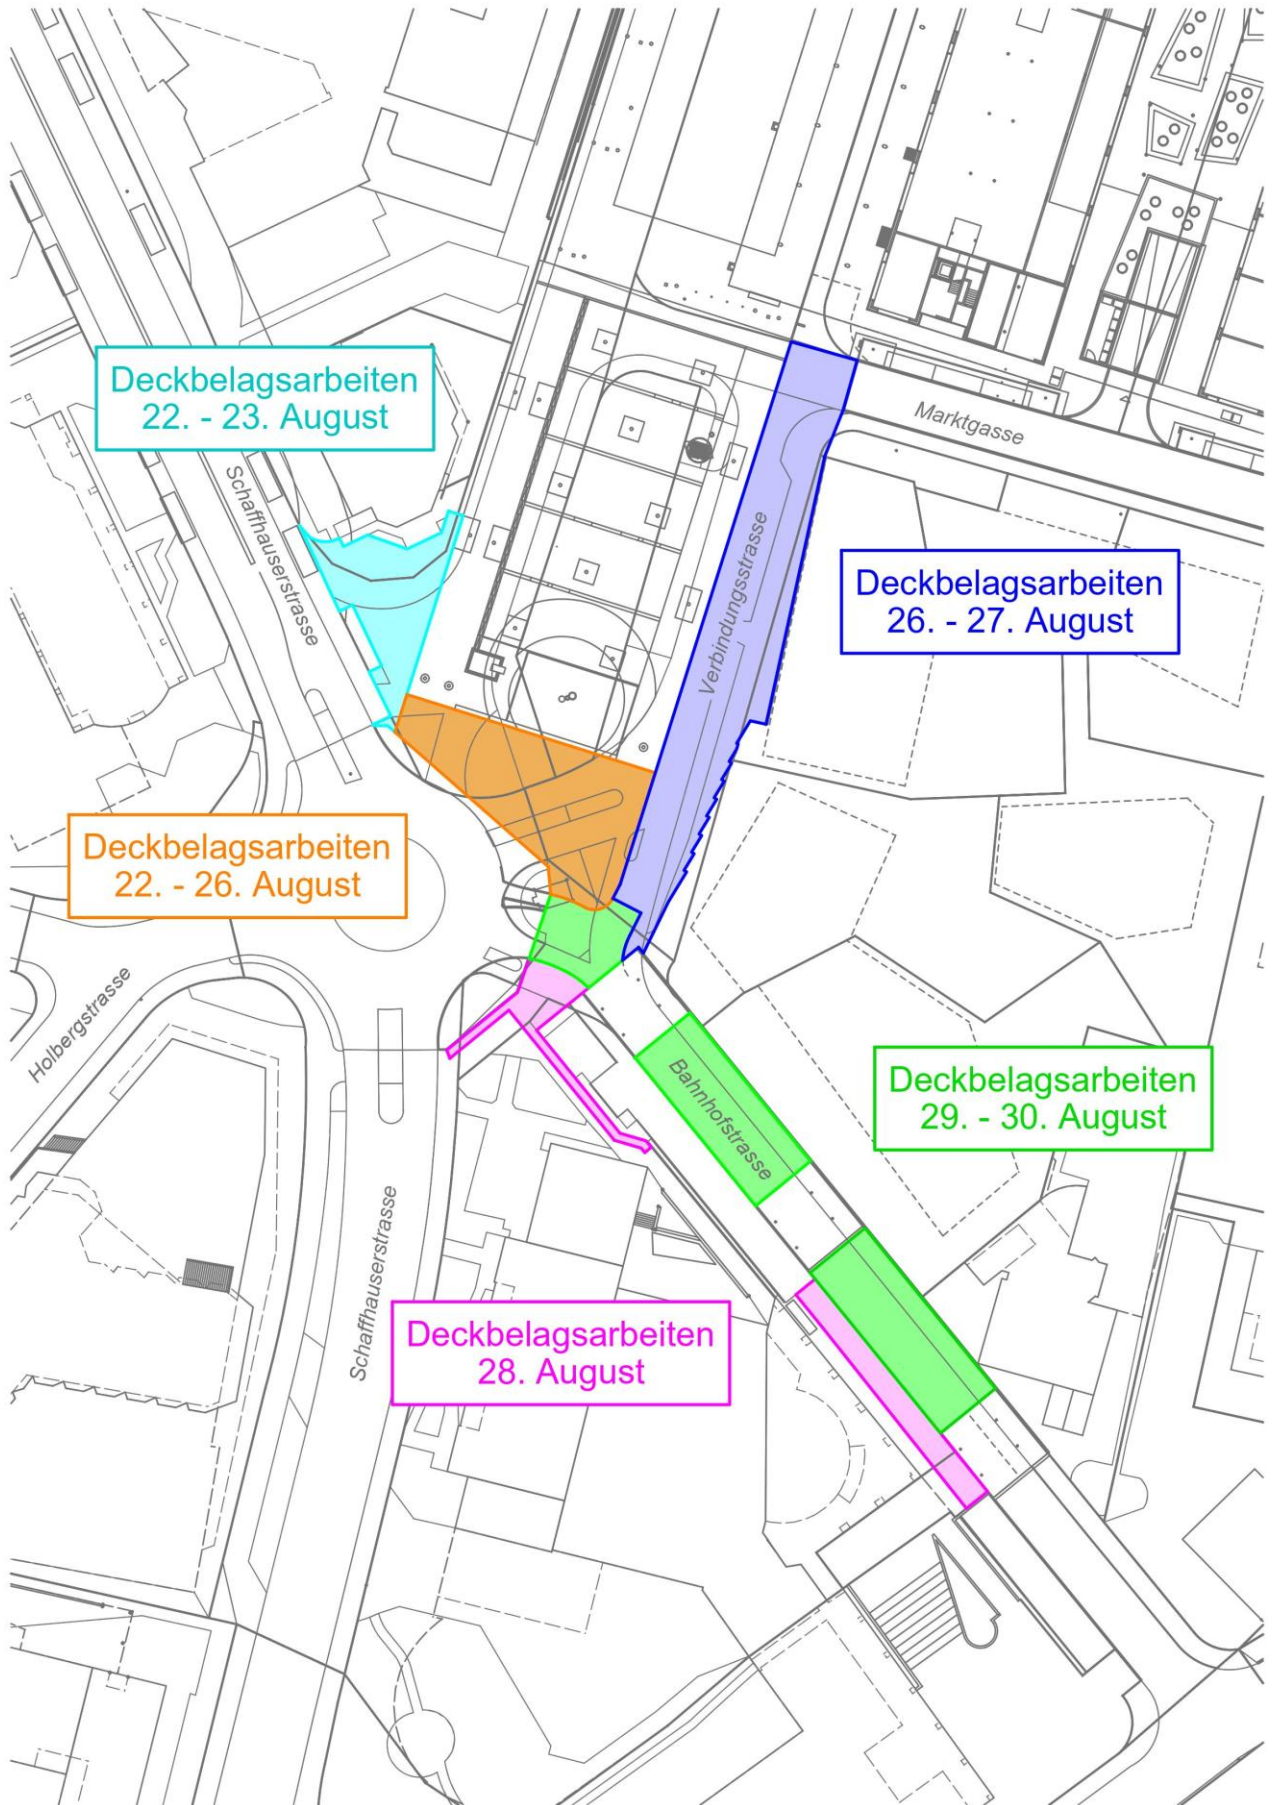 Deckbelagsarbeiten
22. - 23. August
Marktgasse
Schaffhauserstrasse
Verbindungsstrasse
Deckbelagsarbeiten
26. - 27. August
Deckbelagsarbeiten
22. - 26. August
Holbergstrasse
Bahnhofstrasse
Deckbelagsarbeiten
29. - 30. August
Schaffhauserstrasse
Deckbelagsarbeiten
28. August